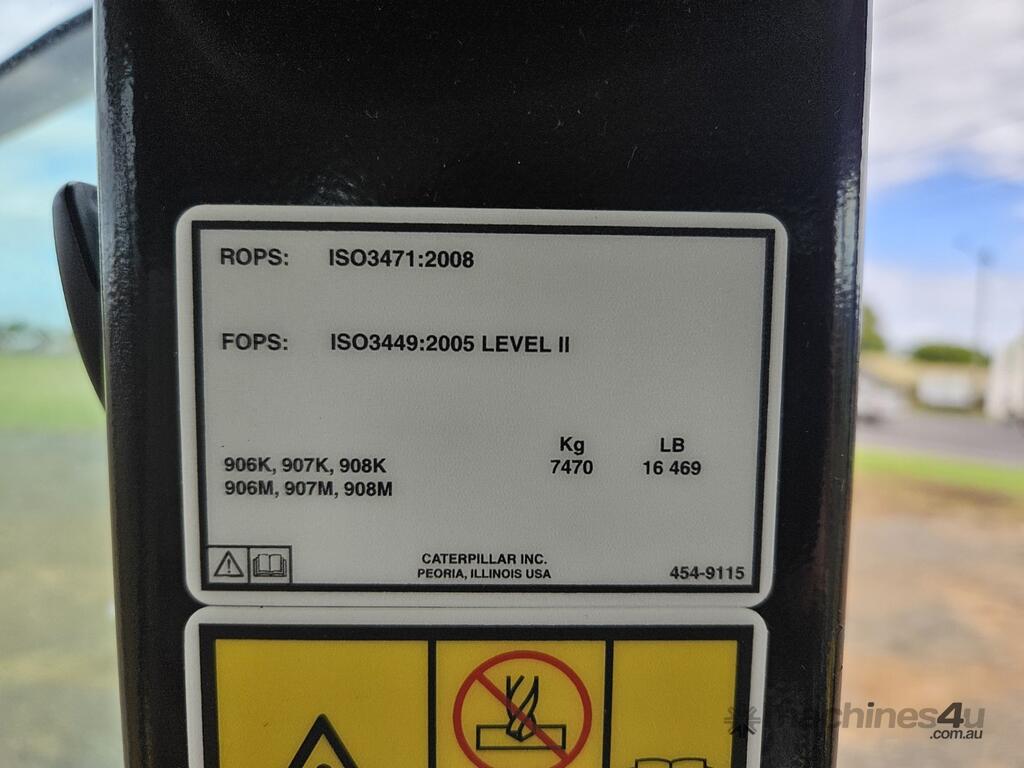 ROPS: ISO3471:2008
FOPS: ISO3449:2005 LEVEL II
Kg LB
906K, 907K, 908K 7470 16 469
906M, 907M, 908M
CATERPILLAR INC.
PEORIA, ILLINOIS USA 454-9115
machines4u
.com.au